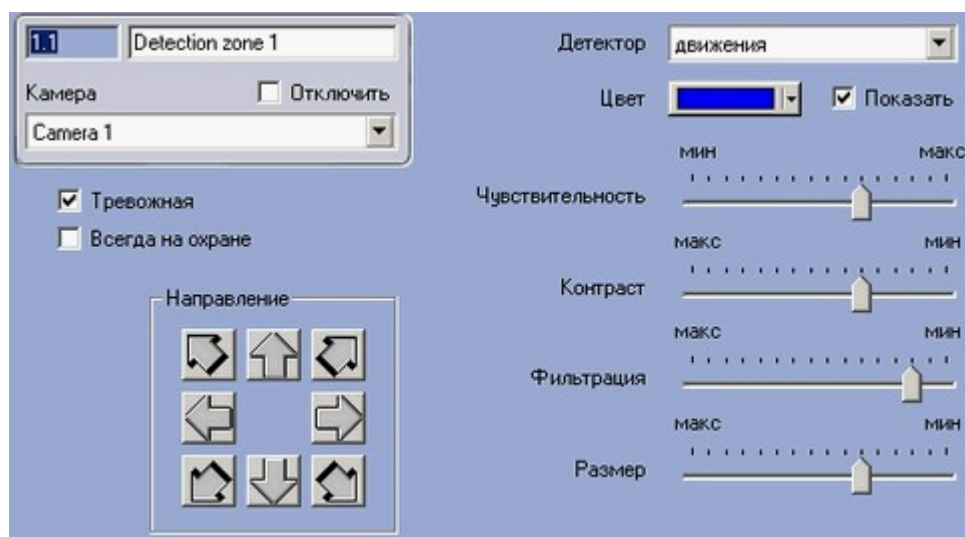 1.1 Detection zone 1
Камера Отключить
Camera 1
Тревожная
Всегда на охране
Направление
Детектор движения
Цвет Показать
мин макс
Чувствительность
макс мин
Контраст
макс мин
Фильтрация
макс мин
Размер